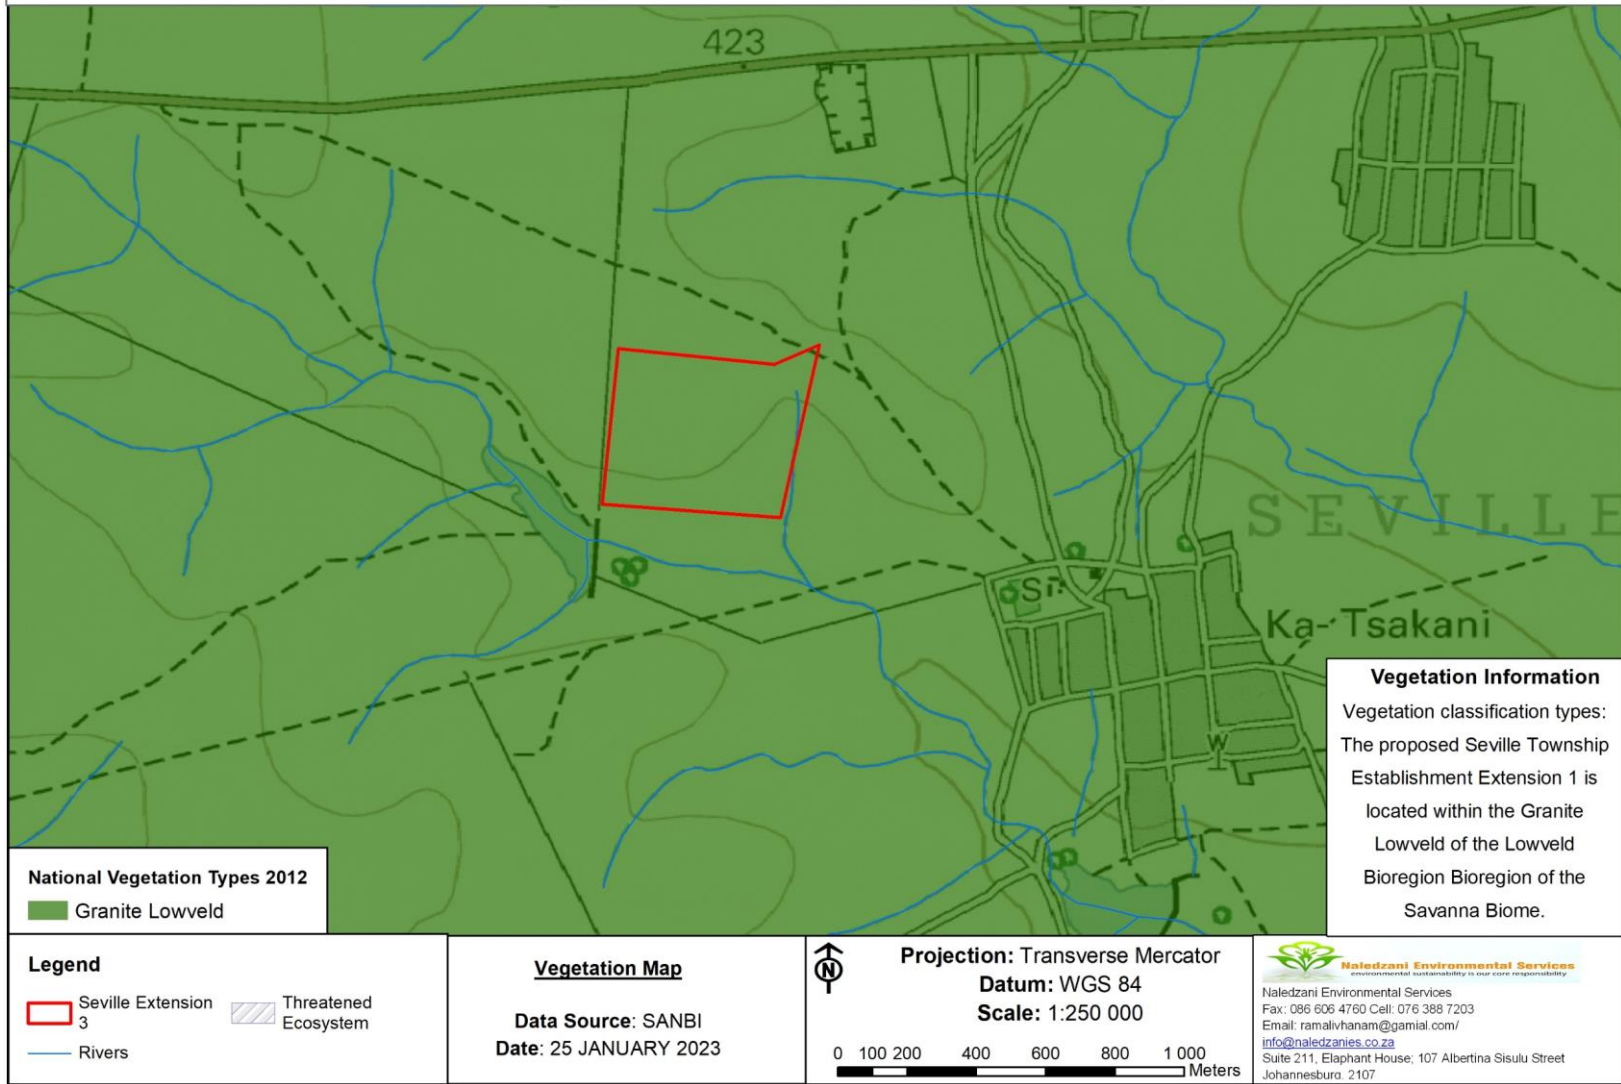 423
SEVILLE
Sr.
Ka-Tsakani
W
Vegetation Information
Vegetation classification types:
The proposed Seville Township
Establishment Extension 1 is
located within the Granite
Lowveld of the Lowveld
Bioregion Bioregion of the
Savanna Biome.
National Vegetation Types 2012
Granite Lowveld
Legend
Seville Extension
3
Threatened
Ecosystem
Rivers
Vegetation Map
Data Source: SANBI
Date: 25 JANUARY 2023
N
Projection: Transverse Mercator
Datum: WGS 84
Scale: 1:250 000
0 100 200 400 600 800 1 000
Meters
Naledzani Environmental Services
environmental sustainability is our core responsibility
Naledzani Environmental Services
Fax: 086 606 4760 Cell: 076 388 7203
Email: ramalivhanam@gamial.com/
info@naledzanies.co.za
Suite 211, Elaphant House; 107 Albertina Sisulu Street
Johannesburg, 2107